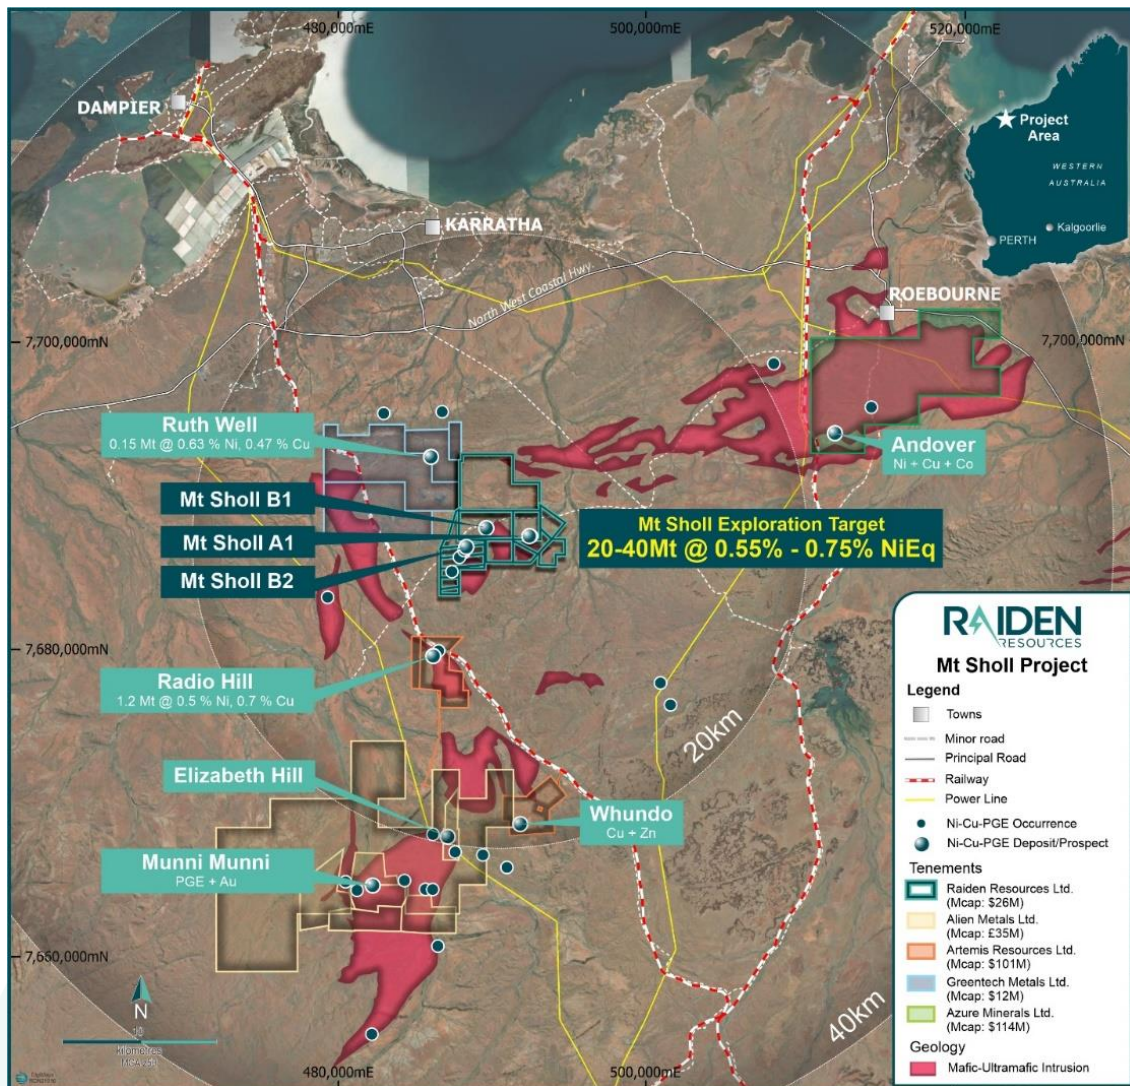 480,000mE
500,000mE
520,000mE
DAMPIER
KARRATHA
North West Coastal Hwy.
ROEBOURNE
Project
Area
WESTERN
AUSTRALIA
PERTH
Kalgoorlie
7,700,000mN
7,700,000mN
Ruth Well
0.15 Mt @ 0.63 % Ni, 0.47 % Cu
Andover
Ni + Cu + Co
Mt Sholl B1
Mt Sholl A1
Mt Sholl B2
Mt Sholl Exploration Target
20-40Mt @ 0.55% - 0.75% NiEq
7,680,000mN
Radio Hill
1.2 Mt @ 0.5 % Ni, 0.7 % Cu
20km
Elizabeth Hill
Whundo
Cu + Zn
Munni Munni
PGE + Au
7,660,000mN
40km
N
10
kilometres
480,000mE
500,000mE
RAIDEN
RESOURCES
Mt Sholl Project
Legend
Towns
Minor road
Principal Road
Railway
Power Line
Ni-Cu-PGE Occurrence
Ni-Cu-PGE Deposit/Prospect
Tenements
Raiden Resources Ltd.
(Mcap: $26M)
Alien Metals Ltd.
(Mcap: £35M)
Artemis Resources Ltd.
(Mcap: $101M)
Greentech Metals Ltd.
(Mcap: $12M)
Azure Minerals Ltd.
(Mcap: $114M)
Geology
Mafic-Ultramafic Intrusion